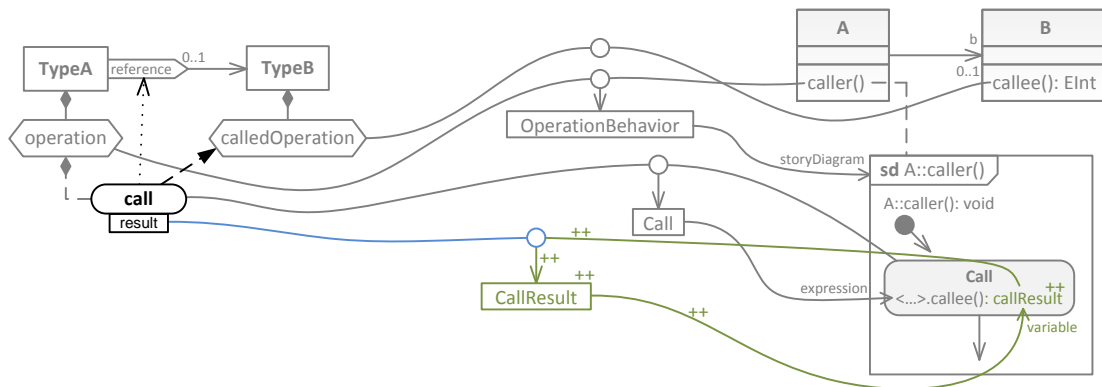 A
B
TypeA
reference
0..1
TypeB
b
0..1
caller()
callee(): EInt
operation
calledOperation
OperationBehavior
storyDiagram
sd A::caller()
call
result
A::caller(): void
Call
++
++
++
++
CallResult
++
expression
Call
<...>.callee(): callResult
variable